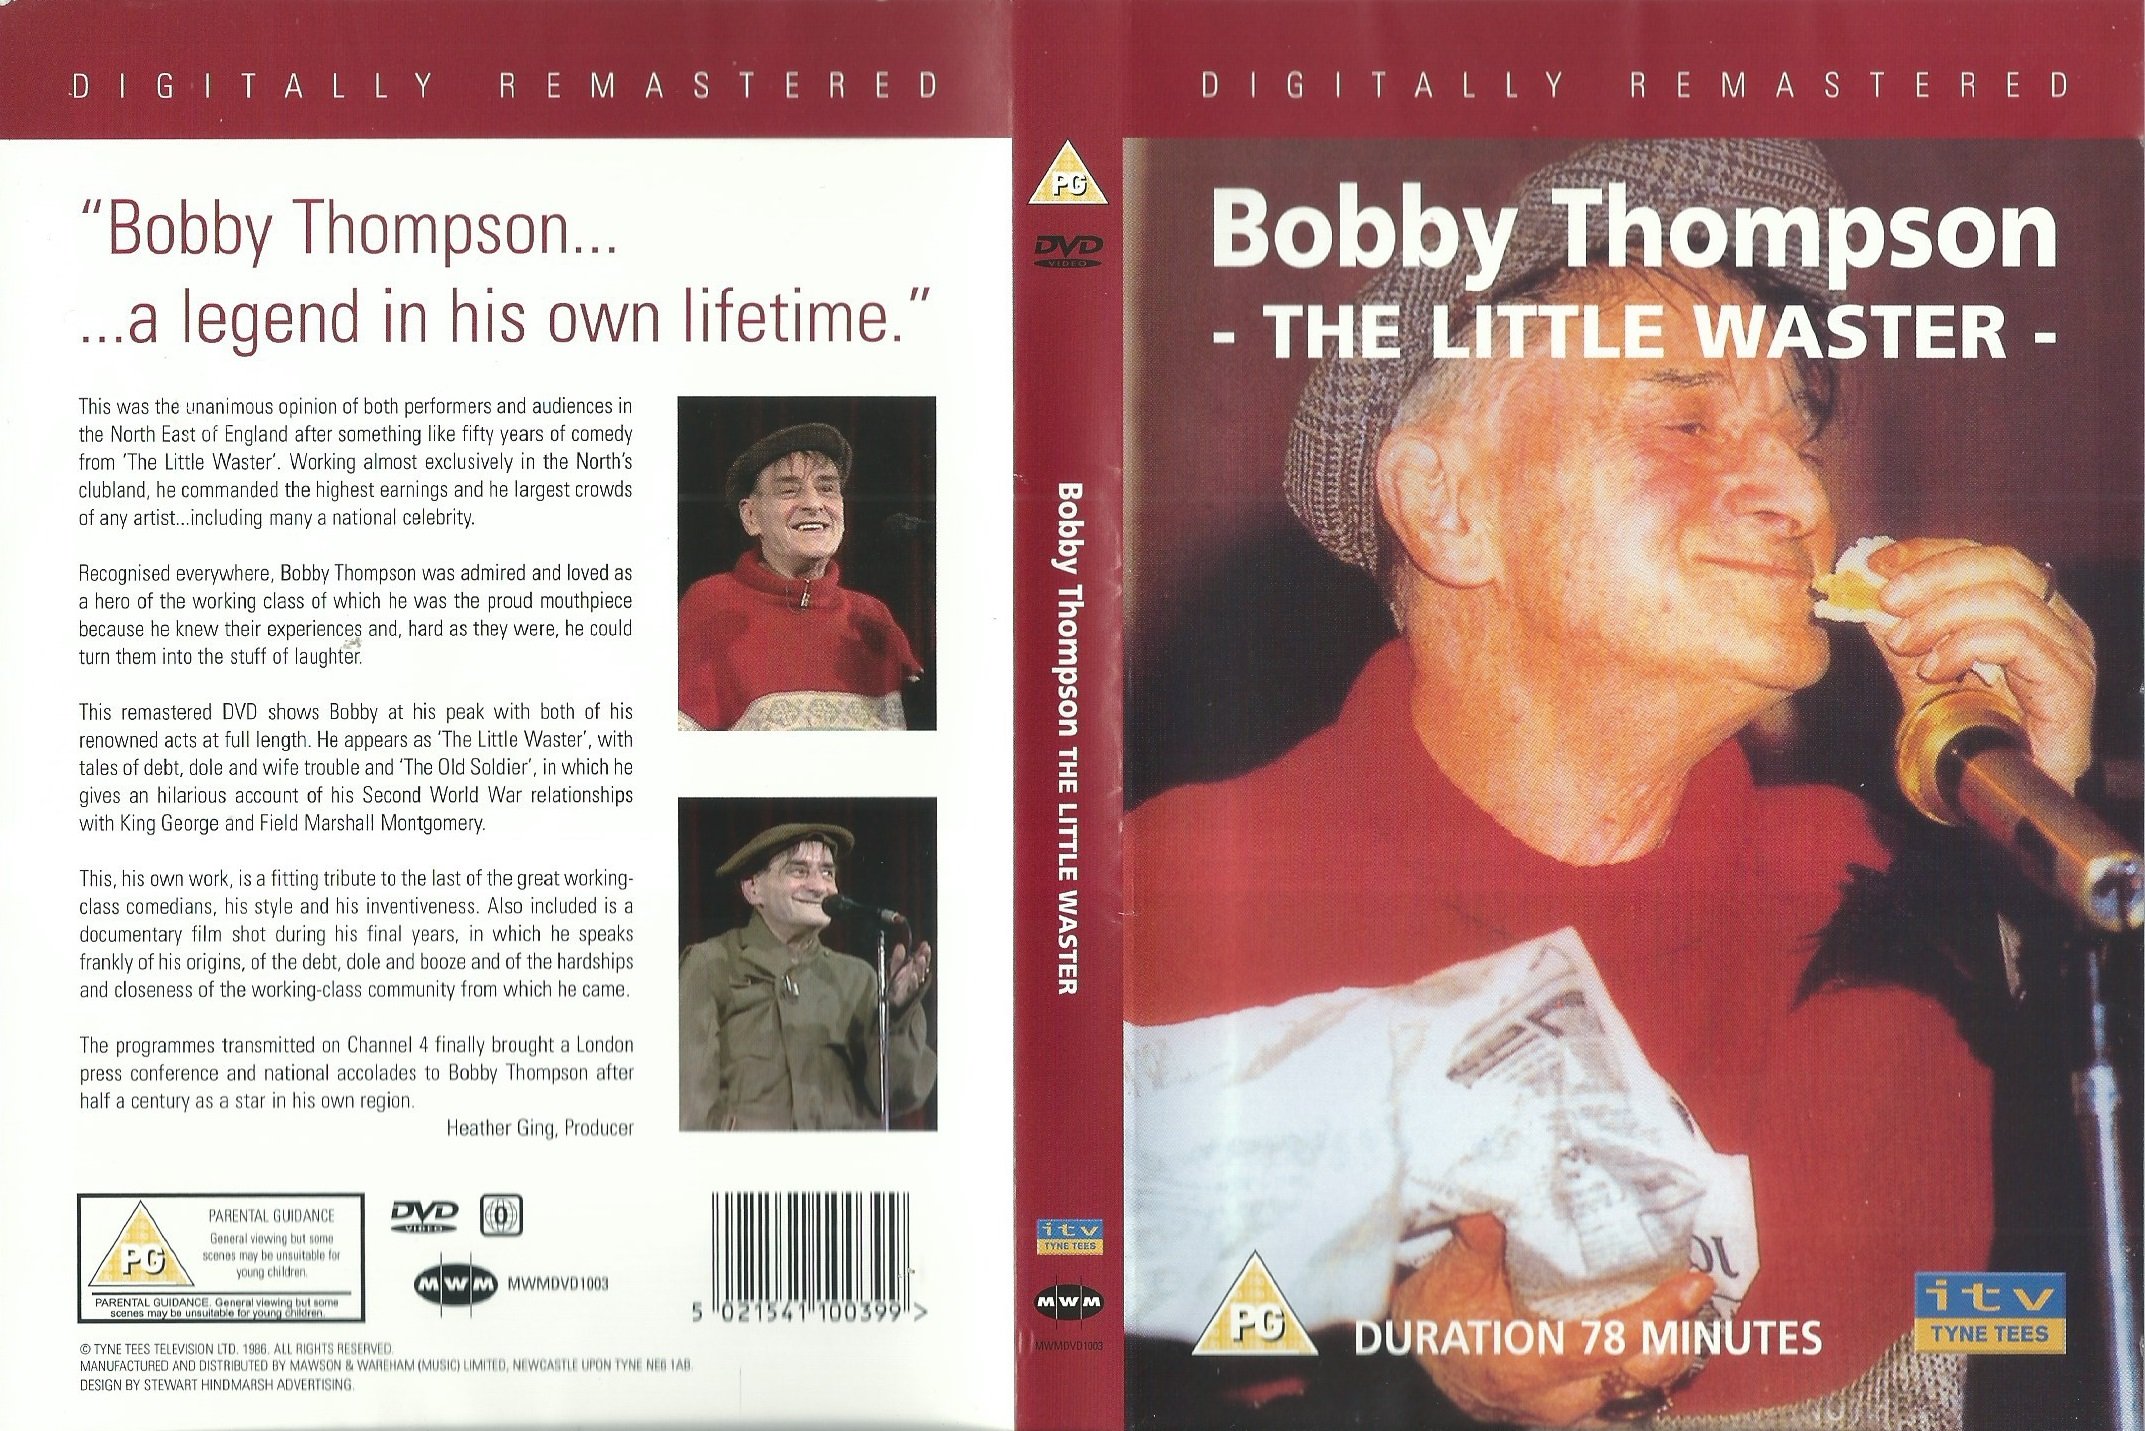 DIGITALLY REMASTERED
"Bobby Thompson...
...a legend in his own lifetime."
This was the unanimous opinion of both performers and audiences in
the North East of England after something like fifty years of comedy
from 'The Little Waster'. Working almost exclusively in the North's
clubland, he commanded the highest earnings and he largest crowds
of any artist...including many a national celebrity.
Recognised everywhere, Bobby Thompson was admired and loved as
a hero of the working class of which he was the proud mouthpiece
because he knew their experiences and, hard as they were, he could
turn them into the stuff of laughter.
This remastered DVD shows Bobby at his peak with both of his
renowned acts at full length. He appears as 'The Little Waster', with
tales of debt, dole and wife trouble and 'The Old Soldier', in which he
gives an hilarious account of his Second World War relationships
with King George and Field Marshall Montgomery.
This, his own work, is a fitting tribute to the last of the great working-
class comedians, his style and his inventiveness. Also included is a
documentary film shot during his final years, in which he speaks
frankly of his origins, of the debt, dole and booze and of the hardships
and closeness of the working-class community from which he came.
The programmes transmitted on Channel 4 finally brought a London
press conference and national accolades to Bobby Thompson after
half a century as a star in his own region.
Heather Ging, Producer
PG
PARENTAL GUIDANCE
General viewing but some
scenes may be unsuitable for
young children.
PARENTAL GUIDANCE. General viewing but some
scenes may be unsuitable for young children.
DVD
VIDEO
0
MWM
MWMDVD1003
5 021541 100399 >
© TYNE TEES TELEVISION LTD. 1986. ALL RIGHTS RESERVED.
MANUFACTURED AND DISTRIBUTED BY MAWSON & WAREHAM (MUSIC) LIMITED, NEWCASTLE UPON TYNE NE6 1AB.
DESIGN BY STEWART HINDMARSH ADVERTISING.
PG
DVD
VIDEO
Bobby Thompson THE LITTLE WASTER
itv
TYNE TEES
MWM
MWMDVD1003
DIGITALLY REMASTERED
Bobby Thompson
- THE LITTLE WASTER -
PG
DURATION 78 MINUTES
itv
TYNE TEES